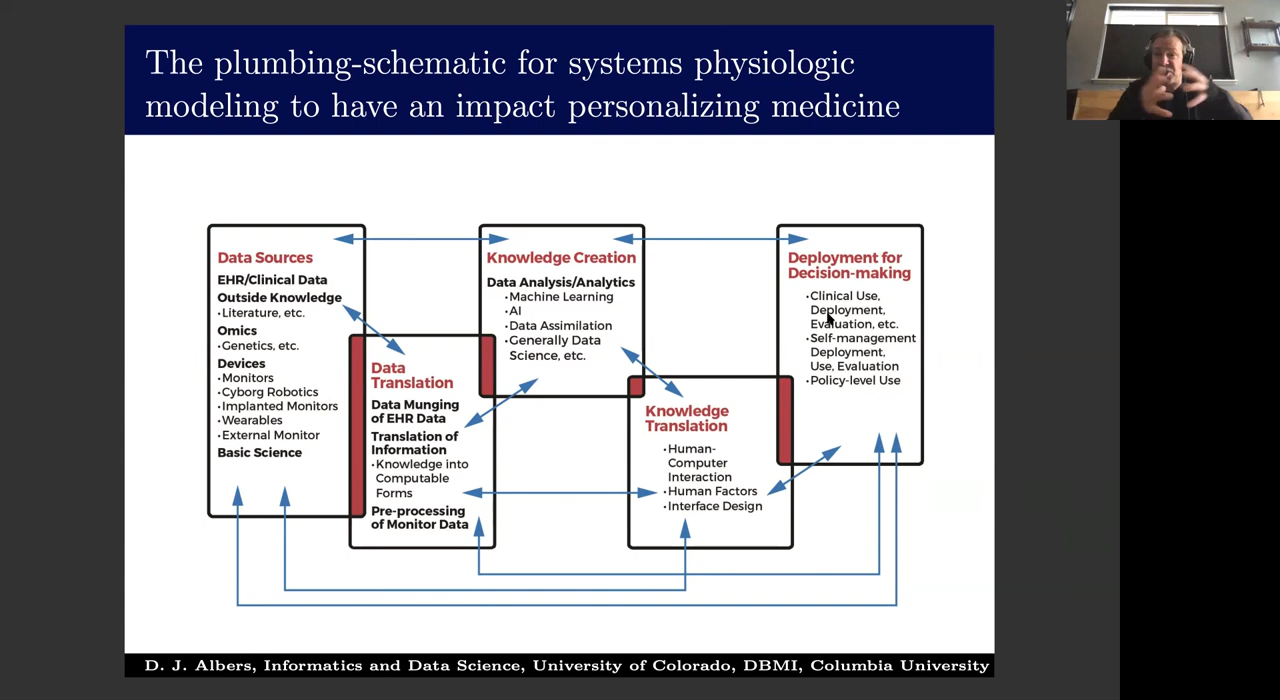 The plumbing-schematic for systems physiologic
modeling to have an impact personalizing medicine
Data Sources
EHR/Clinical Data
Outside Knowledge
·Literature, etc.
Omics
·Genetics, etc.
Devices
·Monitors
·Cyborg Robotics
·Implanted Monitors
·Wearables
·External Monitor
Basic Science
Data
Translation
Data Munging
of EHR Data
Translation of
Information
·Knowledge into
Computable
Forms
Pre-processing
of Monitor Data
Knowledge Creation
Data Analysis/Analytics
·Machine Learning
·AI
·Data Assimilation
·Generally Data
Science, etc.
Knowledge
Translation
·Human-
Computer
Interaction
·Human Factors
·Interface Design
Deployment for
Decision-making
·Clinical Use,
Deployment,
Evaluation, etc.
·Self-management
Deployment,
Use, Evaluation
·Policy-level Use
D. J. Albers, Informatics and Data Science, University of Colorado, DBMI, Columbia University